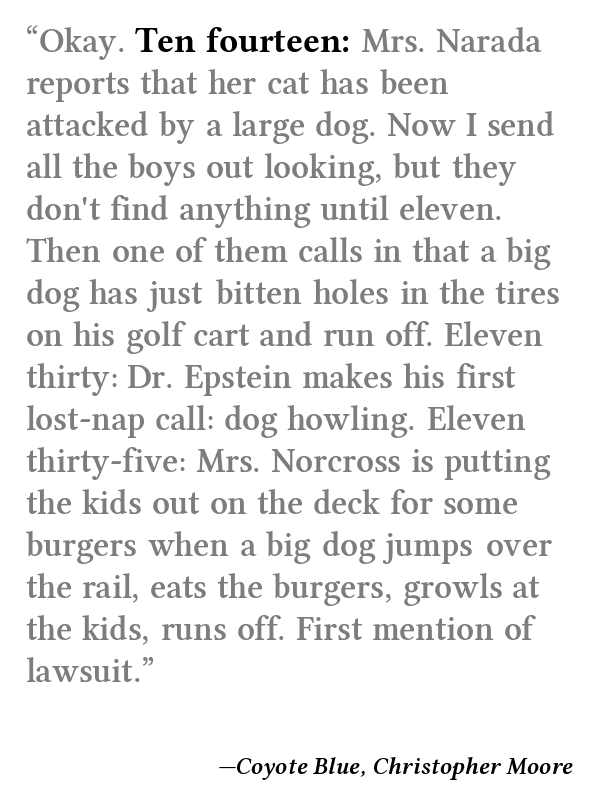 “Okay. Ten fourteen: Mrs. Narada
reports that her cat has been
attacked by a large dog. Now I send
all the boys out looking, but they
don't find anything until eleven.
Then one of them calls in that a big
dog has just bitten holes in the tires
on his golf cart and run off. Eleven
thirty: Dr. Epstein makes his first
lost-nap call: dog howling. Eleven
thirty-five: Mrs. Norcross is putting
the kids out on the deck for some
burgers when a big dog jumps over
the rail, eats the burgers, growls at
the kids, runs off. First mention of
lawsuit.”
—Coyote Blue, Christopher Moore